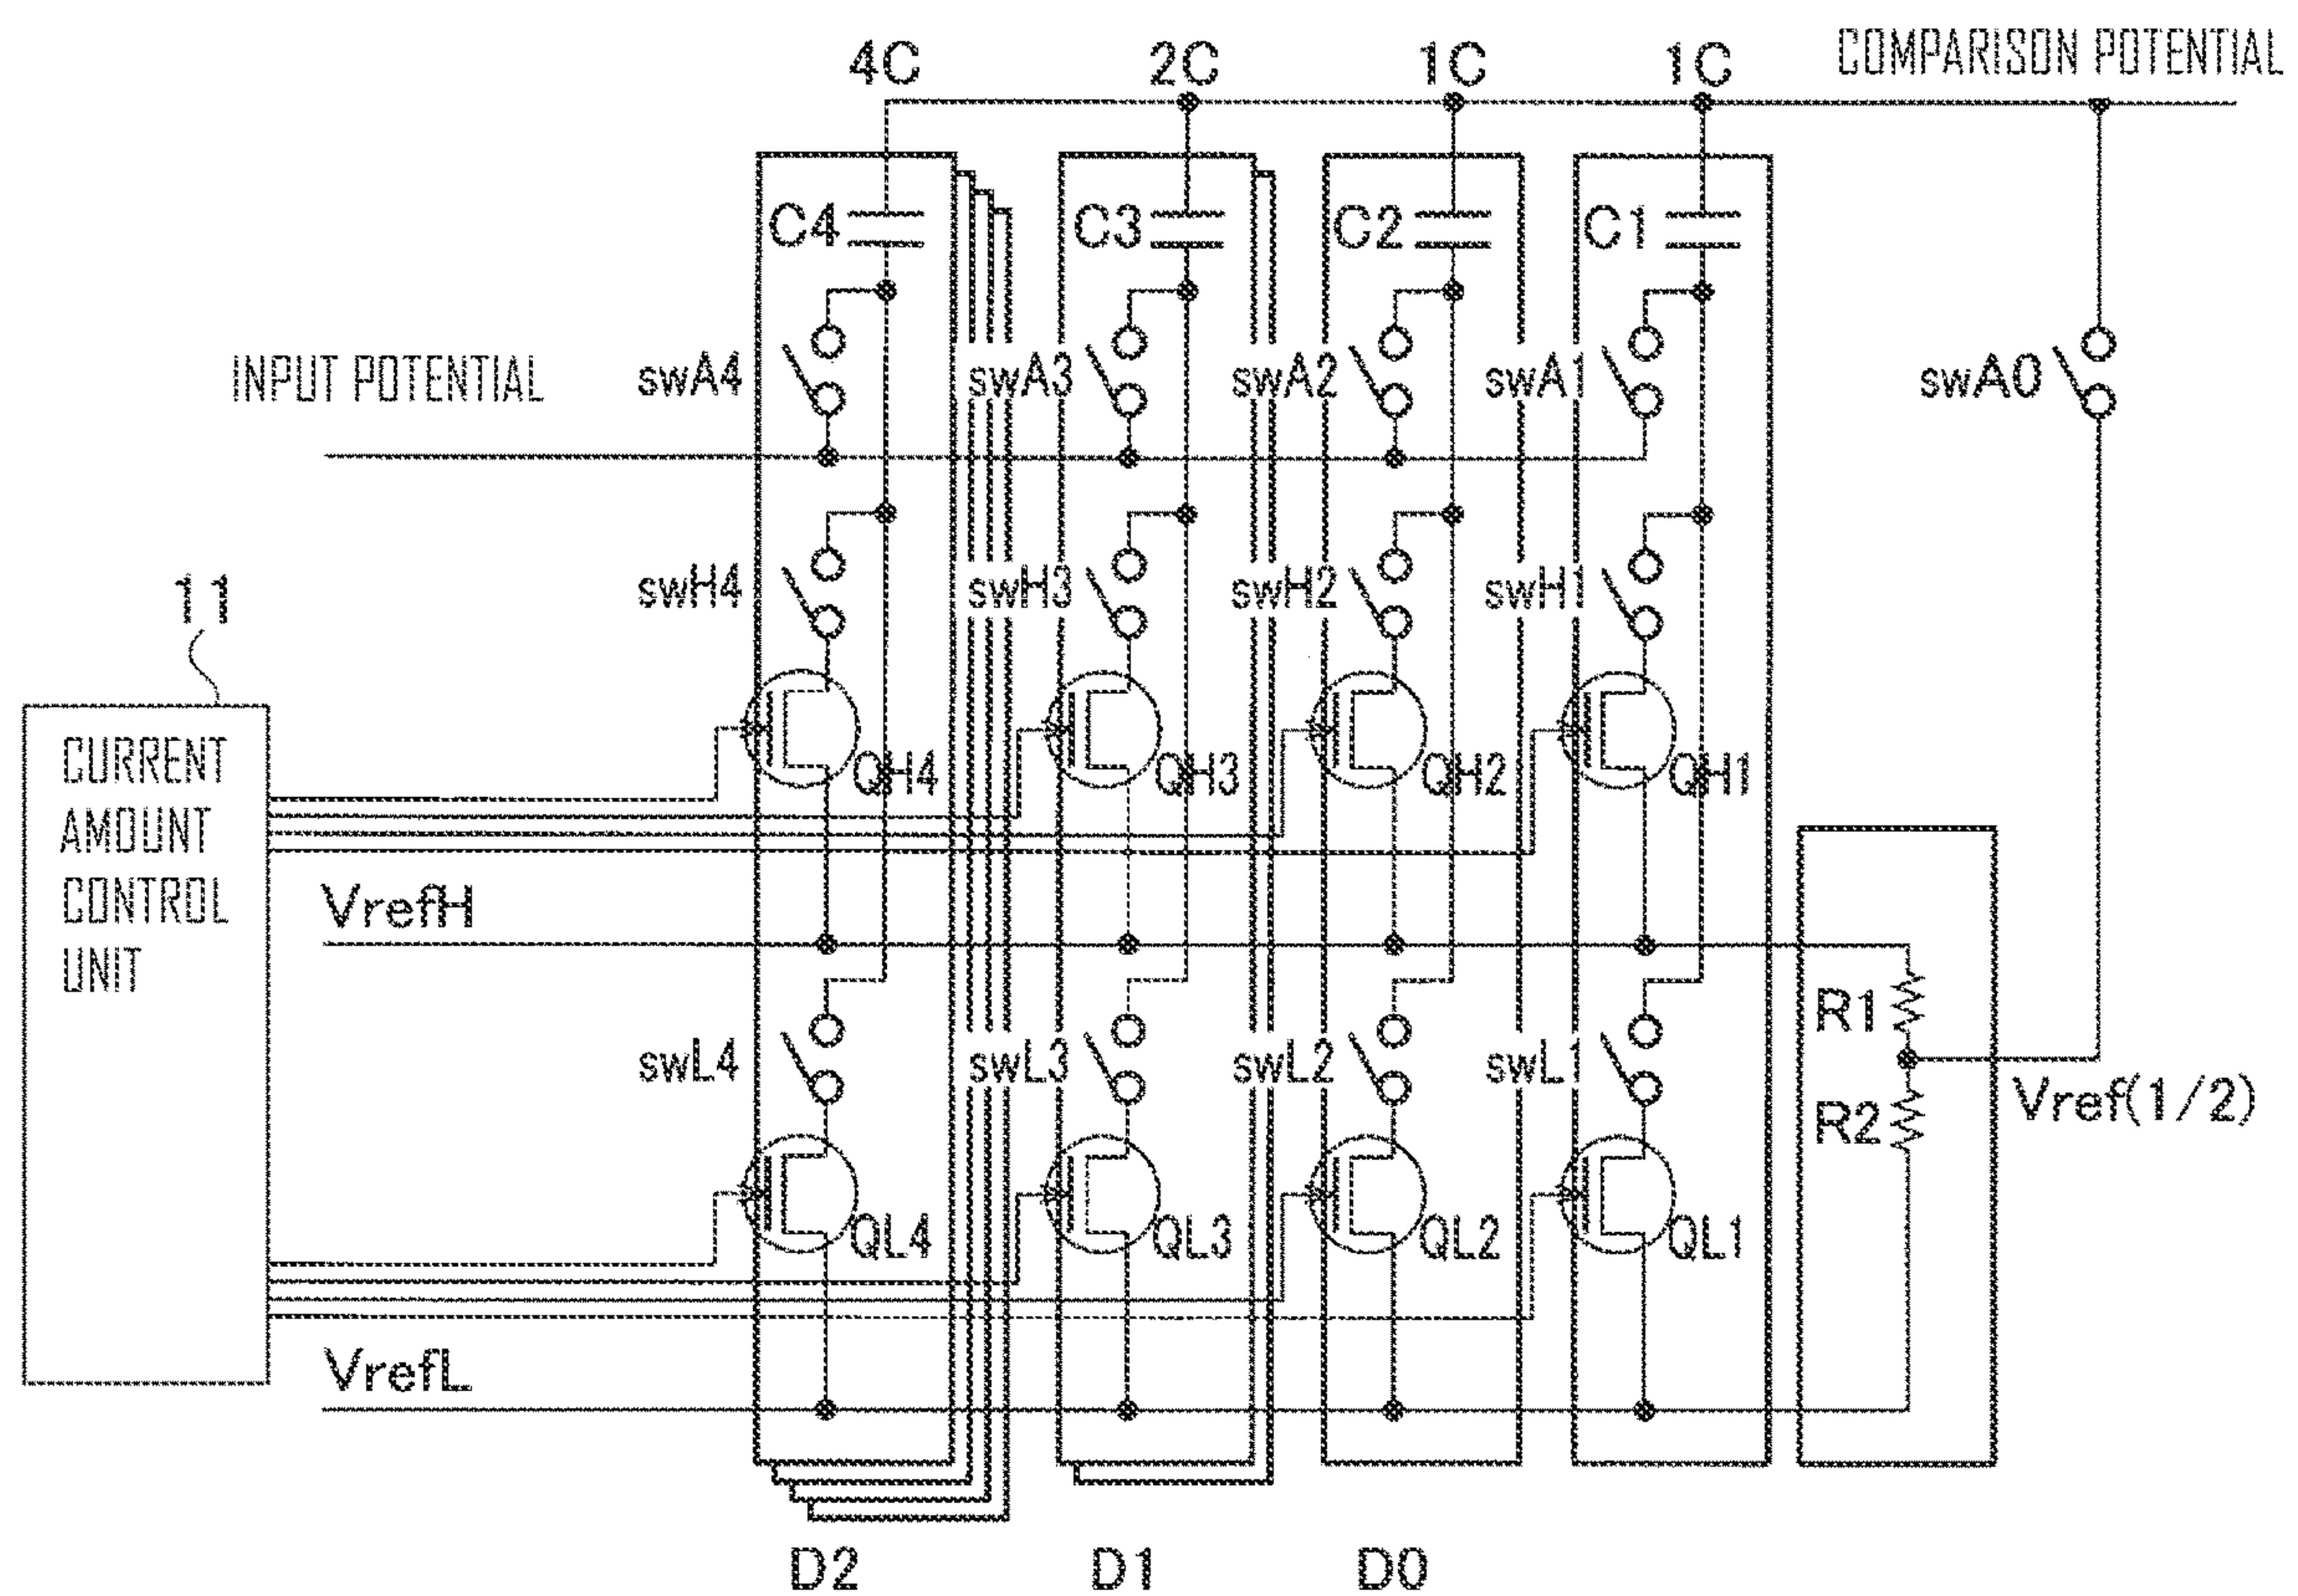 4C 2C 1C 1C COMPARISON POTENTIAL
C4 C3 C2 C1
INPUT POTENTIAL swA4 swA3 swA2 swA1 swA0
11 swH4 swH3 swH2 swH1
CURRENT
AMOUNT
CONTROL
UNIT
QH4 QH3 QH2 QH1
VrefH
R1
swL4 swL3 swL2 swL1
Vref(1/2)
R2
QL4 QL3 QL2 QL1
VrefL
D2 D1 D0